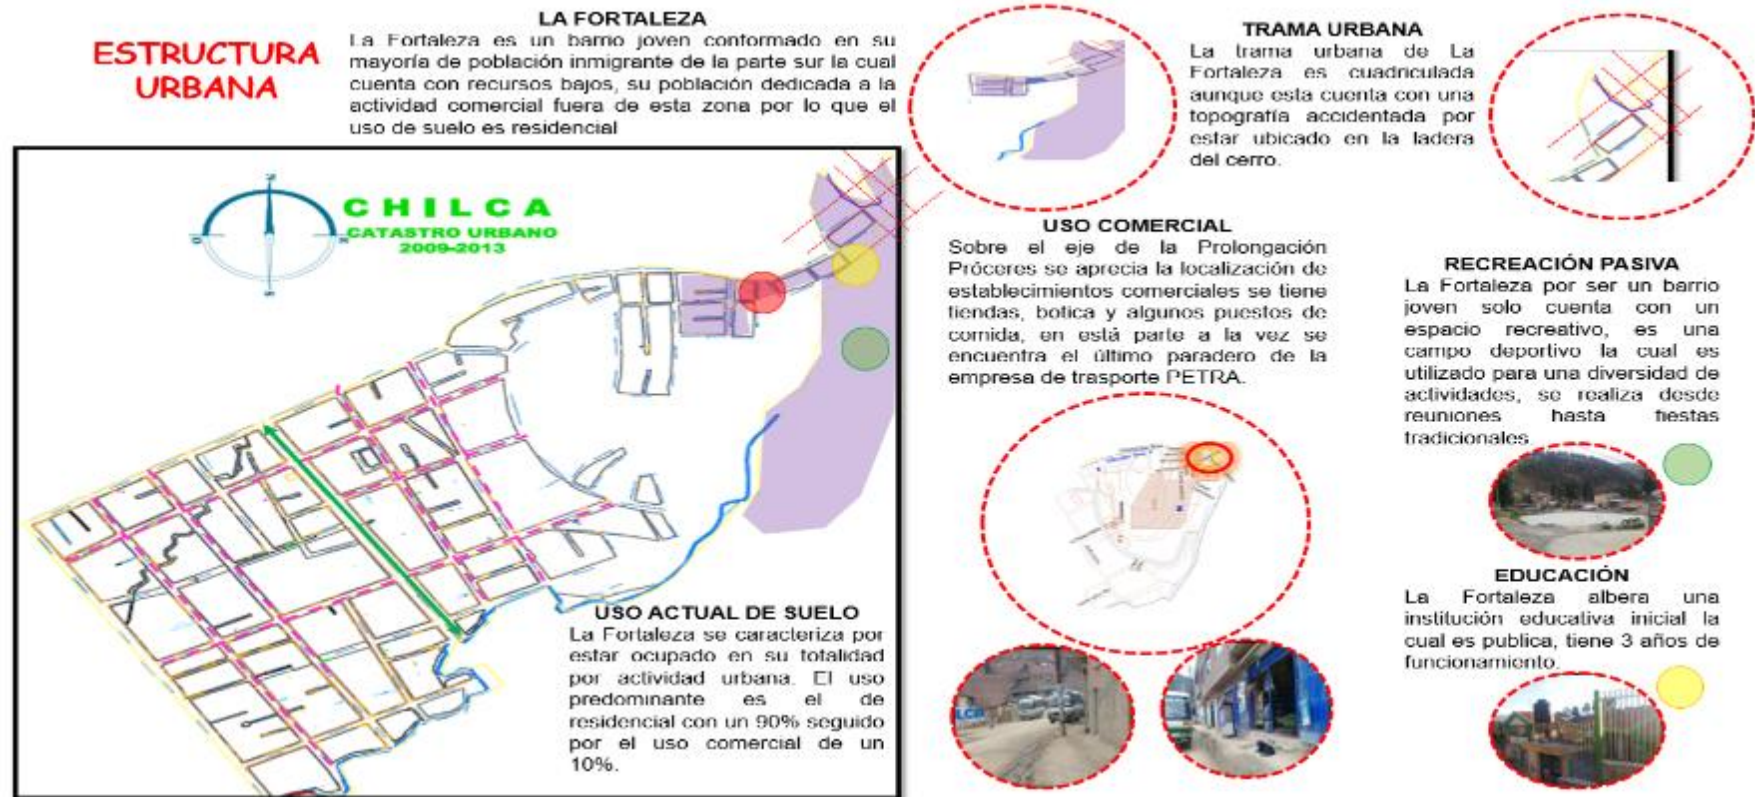 ESTRUCTURA
URBANA
LA FORTALEZA
La Fortaleza es un barrio joven conformado en su
mayoría de población inmigrante de la parte sur la cual
cuenta con recursos bajos, su población dedicada a la
actividad comercial fuera de esta zona por lo que el
uso de suelo es residencial
CHILCA
CATASTRO URBANO
2009-2013
USO ACTUAL DE SUELO
La Fortaleza se caracteriza por
estar ocupado en su totalidad
por actividad urbana. El uso
predominante es el de
residencial con un 90% seguido
por el uso comercial de un
10%.
TRAMA URBANA
La trama urbana de La
Fortaleza es cuadriculada
aunque esta cuenta con una
topografía accidentada por
estar ubicado en la ladera
del cerro.
USO COMERCIAL
Sobre el eje de la Prolongación
Próceres se aprecia la localización de
establecimientos comerciales se tiene
tiendas, botica y algunos puestos de
comida, en está parte a la vez se
encuentra el último paradero de la
empresa de trasporte PETRA.
RECREACIÓN PASIVA
La Fortaleza por ser un barrio
joven solo cuenta con un
espacio recreativo, es una
campo deportivo la cual es
utilizado para una diversidad de
actividades, se realiza desde
reuniones hasta fiestas
tradicionales
EDUCACIÓN
La Fortaleza albera una
institución educativa inicial la
cual es publica, tiene 3 años de
funcionamiento.